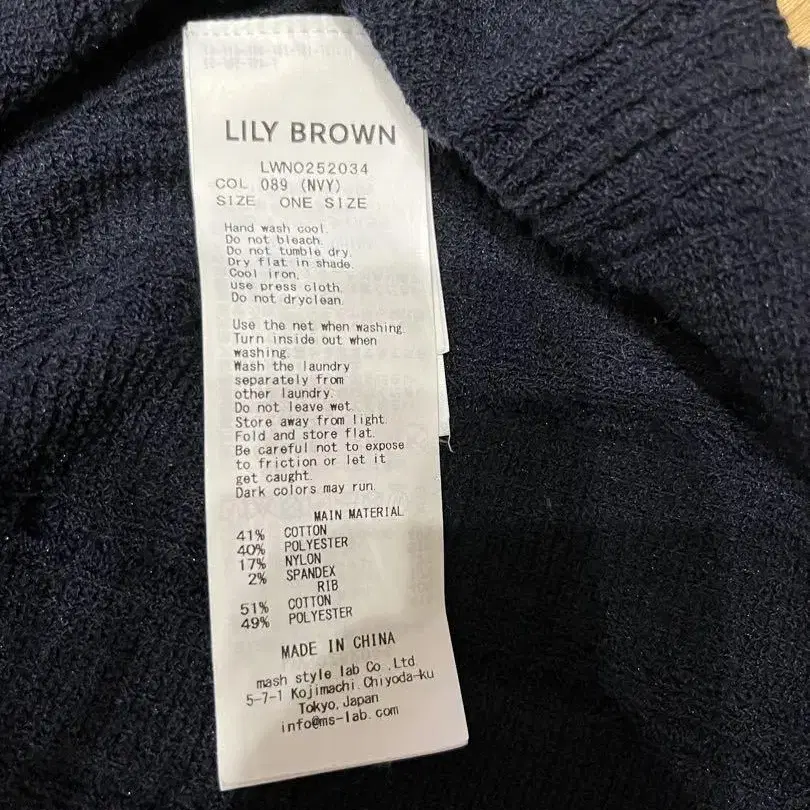 LILY BROWN
LWNO252034
COL 089 (NVY)
SIZE ONE SIZE
Hand wash cool.
Do not bleach.
Do not tumble dry.
Dry flat in shade.
Cool iron,
use press cloth.
Do not dryclean.
Use the net when washing.
Turn inside out when
washing.
Wash the laundry
separately from
other laundry.
Do not leave wet.
Store away from light.
Fold and store flat.
Be careful not to expose
to friction or let it
get caught.
Dark colors may run.
MAIN MATERIAL
41% COTTON
40% POLYESTER
17% NYLON
2% SPANDEX
RIB
51% COTTON
49% POLYESTER
MADE IN CHINA
mash style lab Co.,Ltd.
5-7-1 Kojimachi,Chiyoda-ku
Tokyo,Japan
info@ms-lab.com